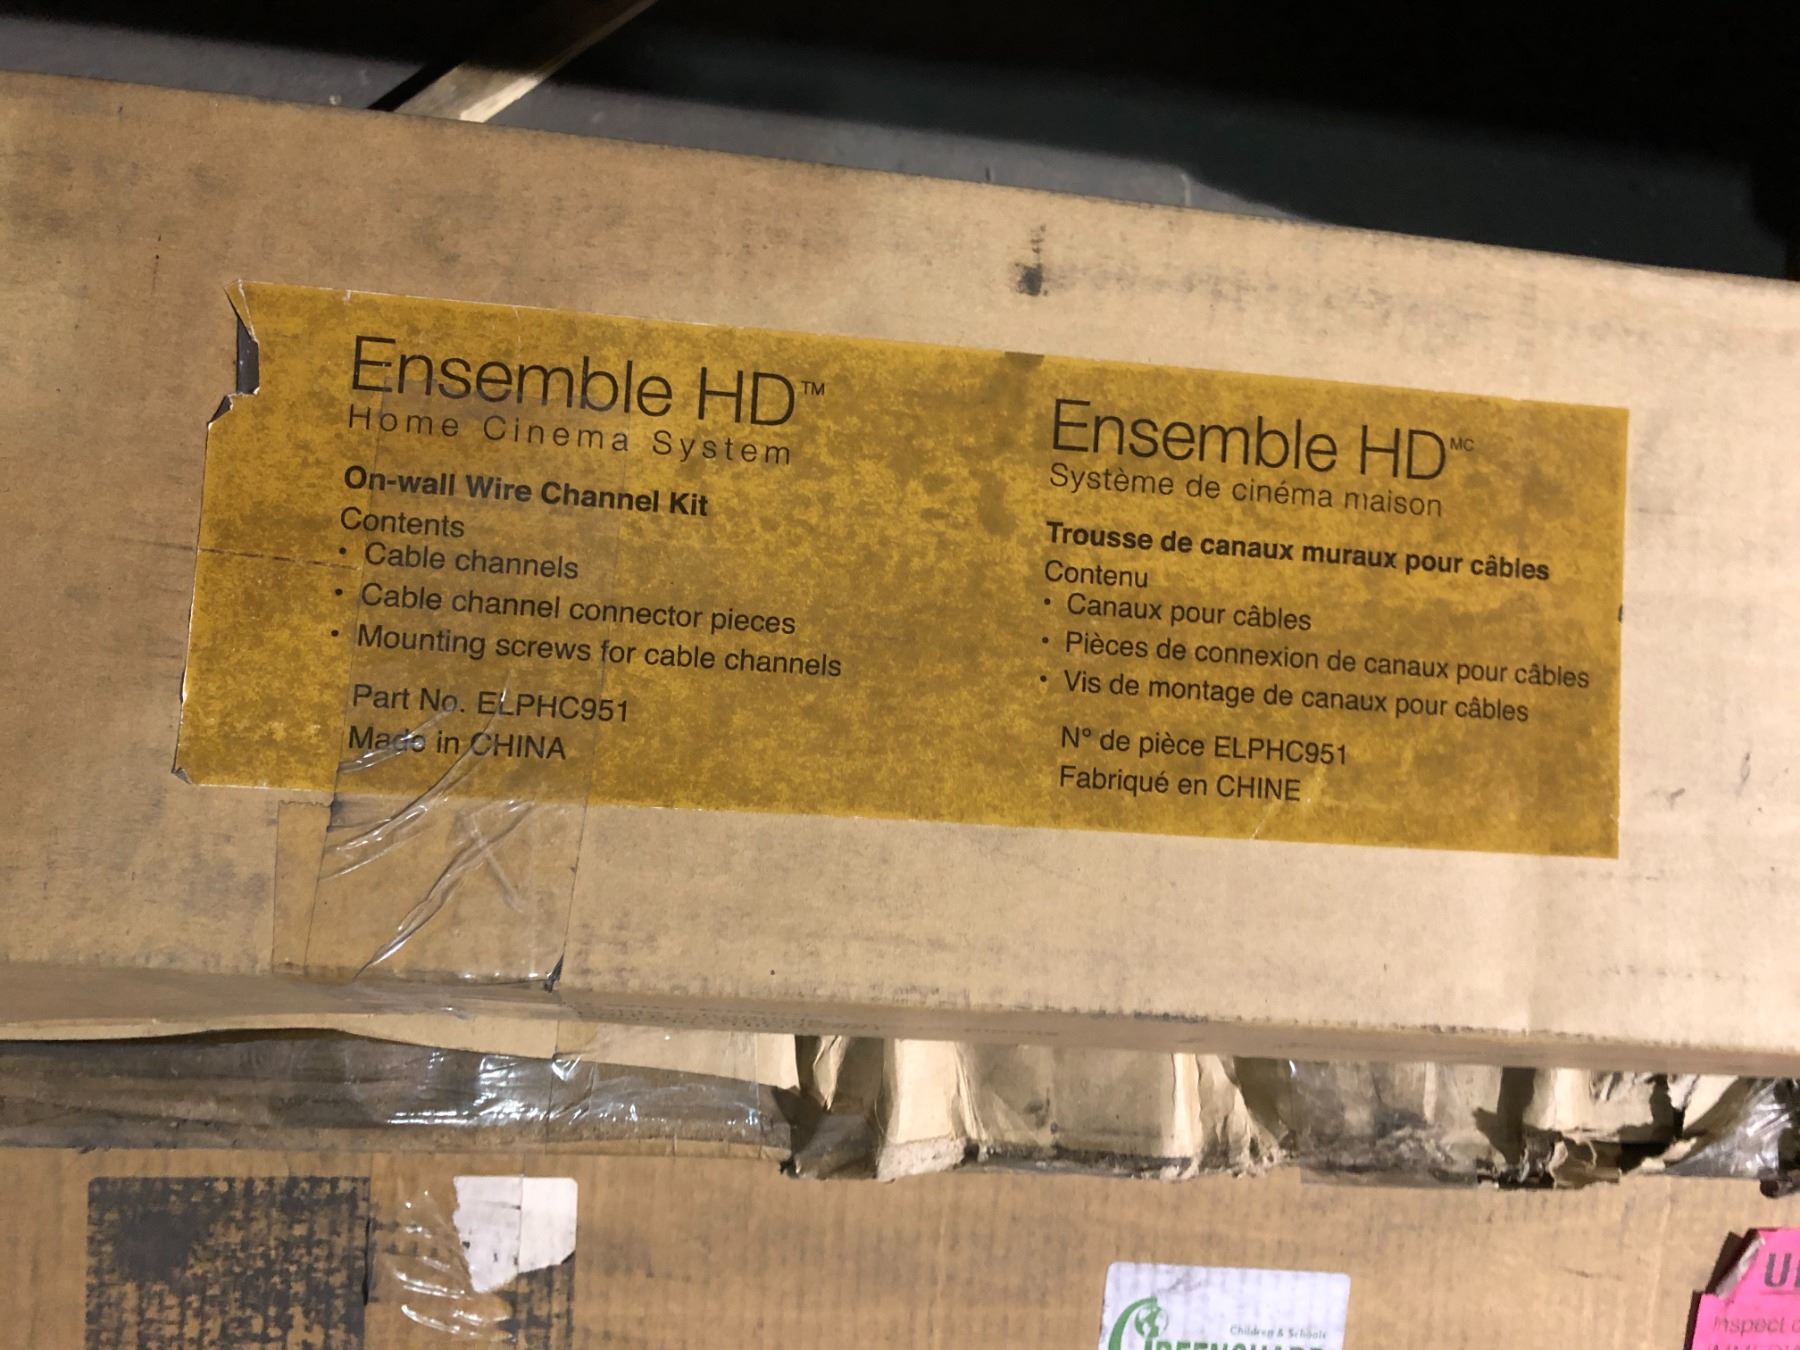 Ensemble HD™
Home Cinema System
On-wall Wire Channel Kit
Contents
• Cable channels
• Cable channel connector pieces
• Mounting screws for cable channels
Part No. ELPHC951
Made in CHINA
Ensemble HD MC
Système de cinéma maison
Trousse de canaux muraux pour câbles
Contenu
• Canaux pour câbles
• Pièces de connexion de canaux pour câbles
• Vis de montage de canaux pour câbles
N° de pièce ELPHC951
Fabriqué en CHINE
Children & Schools
Inspect